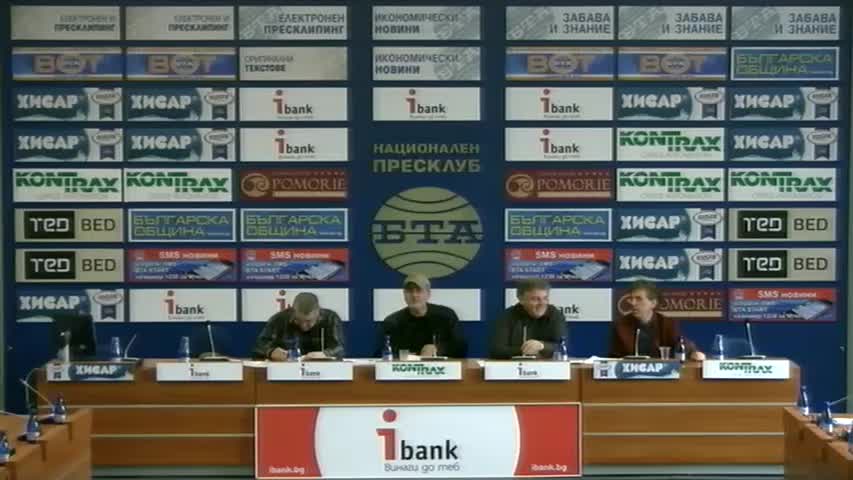 ЕЛЕКТРОНЕН И
ПРЕСКЛИПИНГ
ЕЛЕКТРОНЕН И
ПРЕСКЛИПИНГ
ЕЛЕКТРОНЕН И
ПРЕСКЛИПИНГ
ИКОНОМИЧЕСКИ
НОВИНИ
ЗАБАВА
И ЗНАНИЕ
ЗАБАВА
И ЗНАНИЕ
ЗАБАВА
И ЗНАНИЕ
ВОТ
ВОТ
ОРИГИНАЛНИ
ТЕКСТОВЕ
ИКОНОМИЧЕСКИ
НОВИНИ
ВОТ
ВОТ
БЪЛГАРСКА
ОБЩИНА
ХИСАР
ХИСАР
ibank
ibank
ibank
ХИСАР
ХИСАР
ХИСАР
ХИСАР
ibank
НАЦИОНАЛЕН
ПРЕСКЛУБ
ibank
KONTRAX
ХИСАР
KONTRAX
KONTRAX
POMORIE
POMORIE
KONTRAX
KONTRAX
TED BED
БЪЛГАРСКА
ОБЩИНА
БЪЛГАРСКА
ОБЩИНА
БТА
БЪЛГАРСКА
ОБЩИНА
ХИСАР
TED BED
TED BED
SMS новини
SMS новини
ХИСАР
TED BED
ХИСАР
ibank
POMORIE
SMS новини
ХИСАР
ibank
ibank
KONTRAX
ibank
ХИСАР
KONTRAX
ibank
Винаги до теб
ibank.bg
ibank.bg